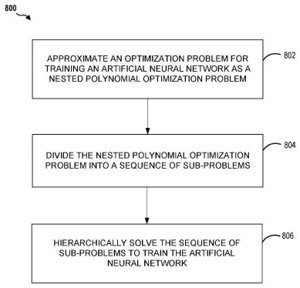 800
APPROXIMATE AN OPTIMIZATION PROBLEM FOR
TRAINING AN ARTIFICIAL NEURAL NETWORK AS A
NESTED POLYNOMIAL OPTIMIZATION PROBLEM
802
DIVIDE THE NESTED POLYNOMIAL OPTIMIZATION
PROBLEM INTO A SEQUENCE OF SUB-PROBLEMS
804
HIERARCHICALLY SOLVE THE SEQUENCE OF
SUB-PROBLEMS TO TRAIN THE ARTIFICIAL
NEURAL NETWORK
806